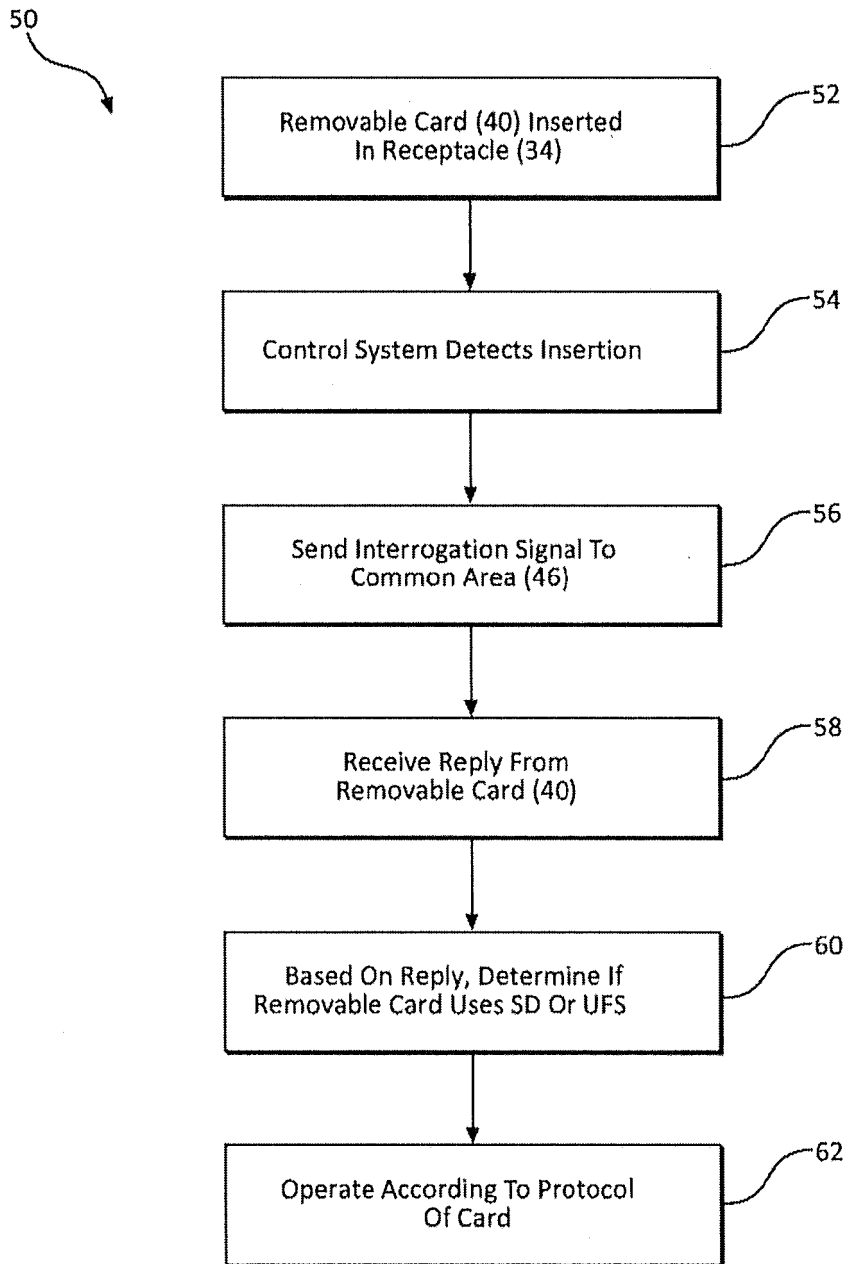 50
Removable Card (40) Inserted
In Receptacle (34)
52
Control System Detects Insertion
54
Send Interrogation Signal To
Common Area (46)
56
Receive Reply From
Removable Card (40)
58
Based On Reply, Determine If
Removable Card Uses SD Or UFS
60
Operate According To Protocol
Of Card
62